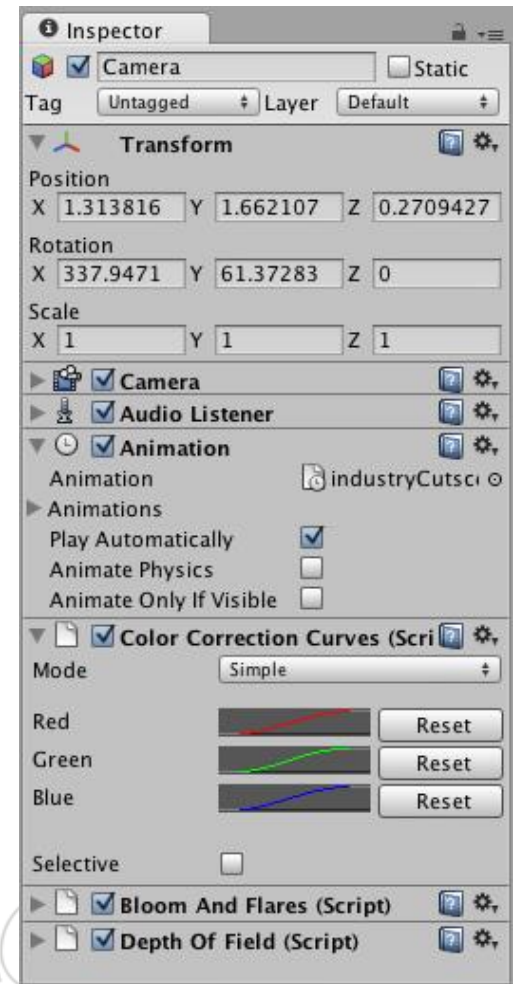 Inspector
Camera Static
Tag Untagged Layer Default
Transform
Position
X 1.313816 Y 1.662107 Z 0.2709427
Rotation
X 337.9471 Y 61.37283 Z 0
Scale
X 1 Y 1 Z 1
Camera
Audio Listener
Animation
Animation industryCutsc
Animations
Play Automatically
Animate Physics
Animate Only If Visible
Color Correction Curves (Scri
Mode Simple
Red Reset
Green Reset
Blue Reset
Selective
Bloom And Flares (Script)
Depth Of Field (Script)